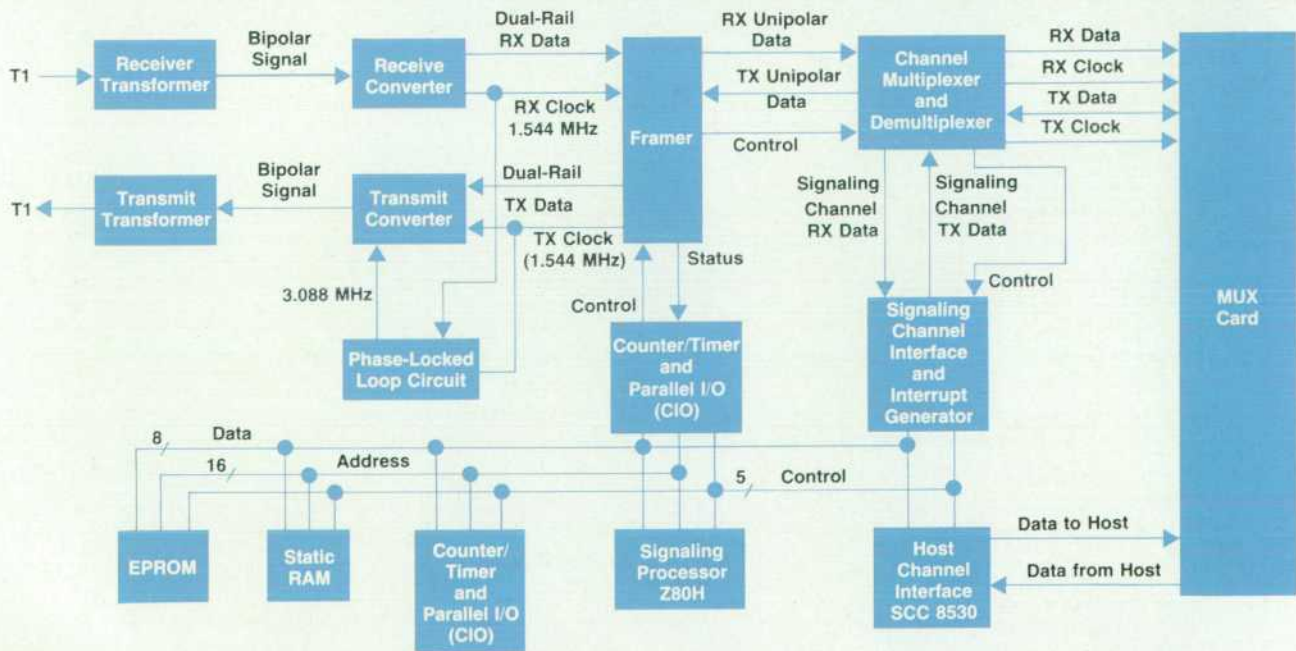 T1
Receiver
Transformer
Bipolar
Signal
Receive
Converter
Dual-Rail
RX Data
RX Clock
1.544 MHz
Framer
RX Unipolar
Data
TX Unipolar
Data
Control
Channel
Multiplexer
and
Demultiplexer
RX Data
RX Clock
TX Data
TX Clock
MUX
Card
T1
Transmit
Transformer
Bipolar
Signal
Transmit
Converter
Dual-Rail
TX Data
TX Clock
(1.544 MHz)
3.088 MHz
Phase-Locked
Loop Circuit
Control
Status
Counter/Timer
and
Parallel I/O
(CIO)
Signaling
Channel
RX Data
Signaling
Channel
TX Data
Control
Signaling
Channel
Interface
and
Interrupt
Generator
8
Data
16
Address
5
Control
EPROM
Static
RAM
Counter/
Timer
and
Parallel I/O
(CIO)
Signaling
Processor
Z80H
Host
Channel
Interface
SCC 8530
Data to Host
Data from Host